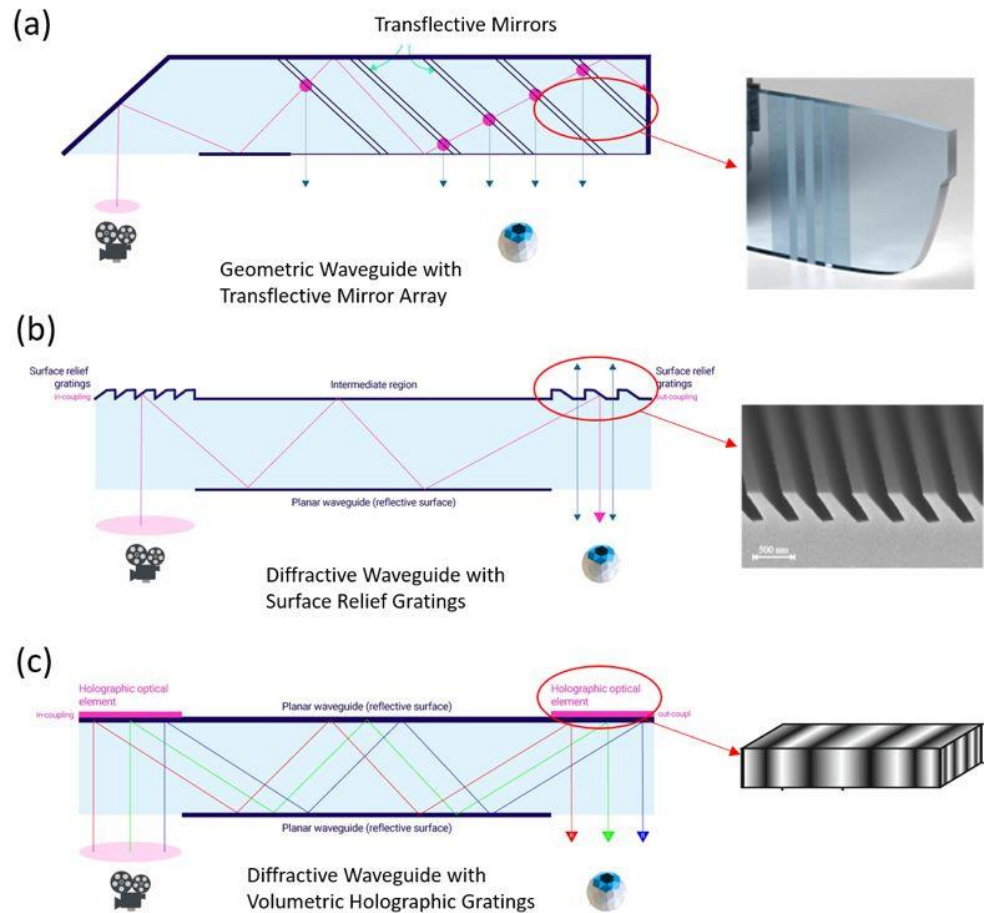 (a)
Transflective Mirrors
Geometric Waveguide with
Transflective Mirror Array
(b)
Surface relief
gratings
in-coupling
Intermediate region
Surface relief
gratings
out-coupling
Planar waveguide (reflective surface)
500 nm
Diffractive Waveguide with
Surface Relief Gratings
(c)
Holographic optical
element
in-coupling
Planar waveguide (reflective surface)
Holographic optical
element
out-coupl
Planar waveguide (reflective surface)
Diffractive Waveguide with
Volumetric Holographic Gratings